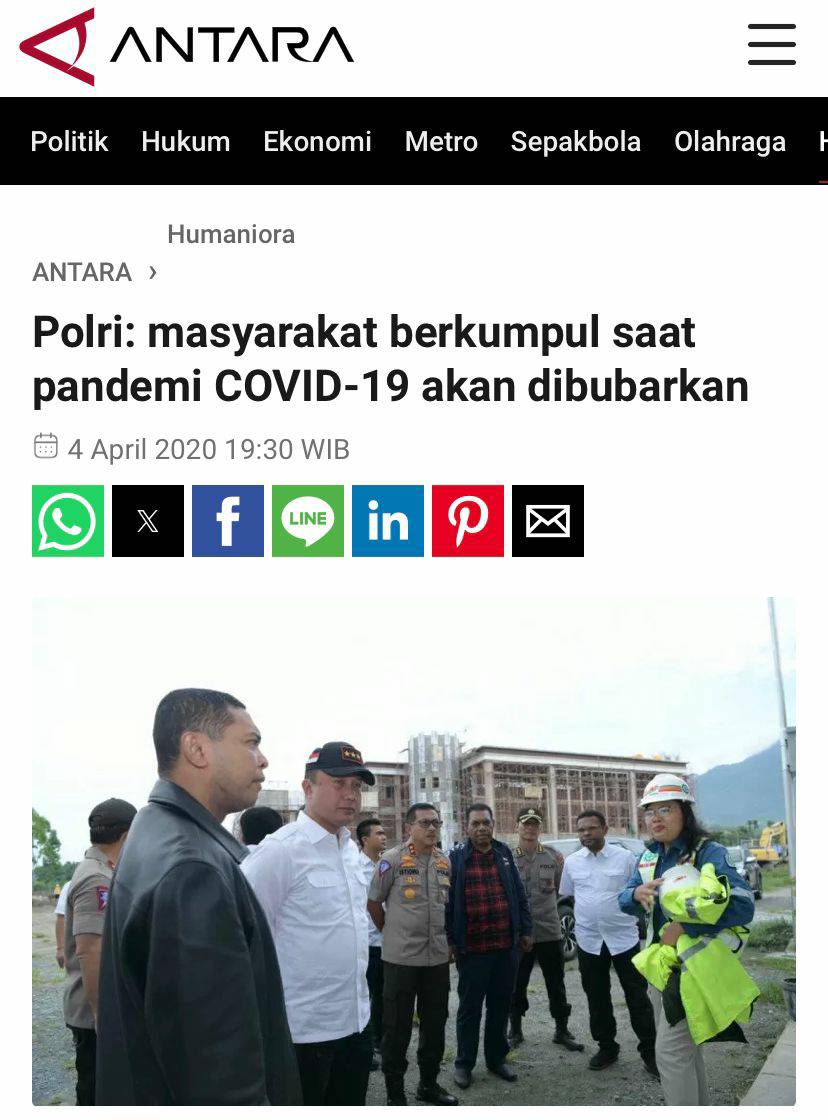 ANTARA
Politik Hukum Ekonomi Metro Sepakbola Olahraga H
Humaniora
ANTARA ›
Polri: masyarakat berkumpul saat
pandemi COVID-19 akan dibubarkan
4 April 2020 19:30 WIB
LINE
in